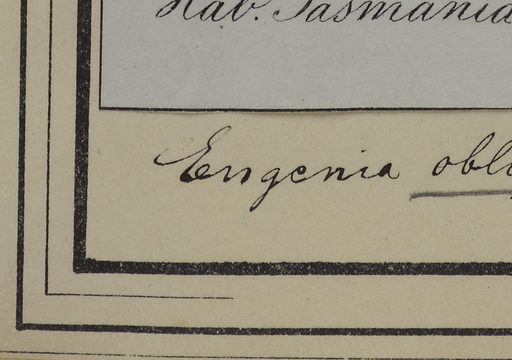 Hab. Tasmania
Eugenia obl